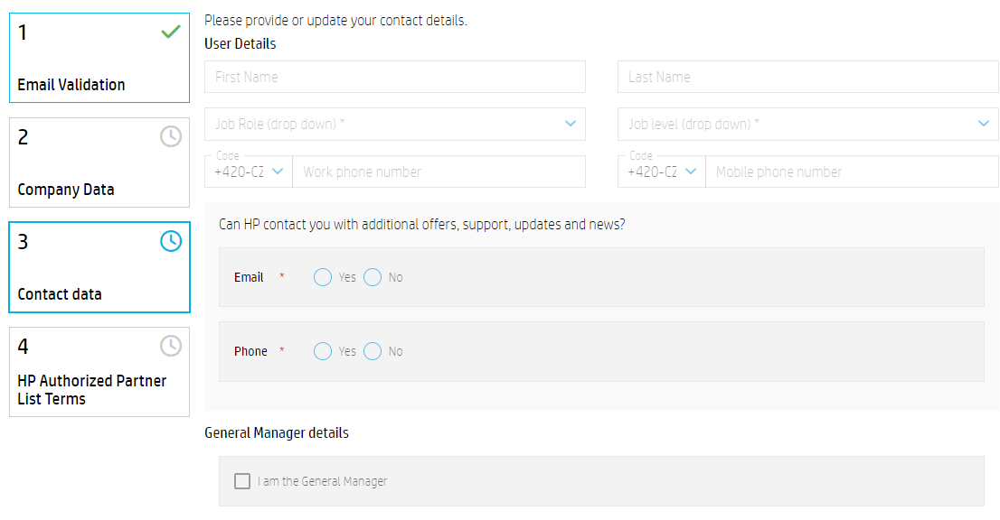 1
Email Validation
2
Company Data
3
Contact data
4
HP Authorized Partner
List Terms
Please provide or update your contact details.
User Details
First Name
Last Name
Job Role (drop down) *
Job level (drop down) *
Code
+420-CZ
Work phone number
Code
+420-CZ
Mobile phone number
Can HP contact you with additional offers, support, updates and news?
Email * Yes No
Phone * Yes No
General Manager details
I am the General Manager